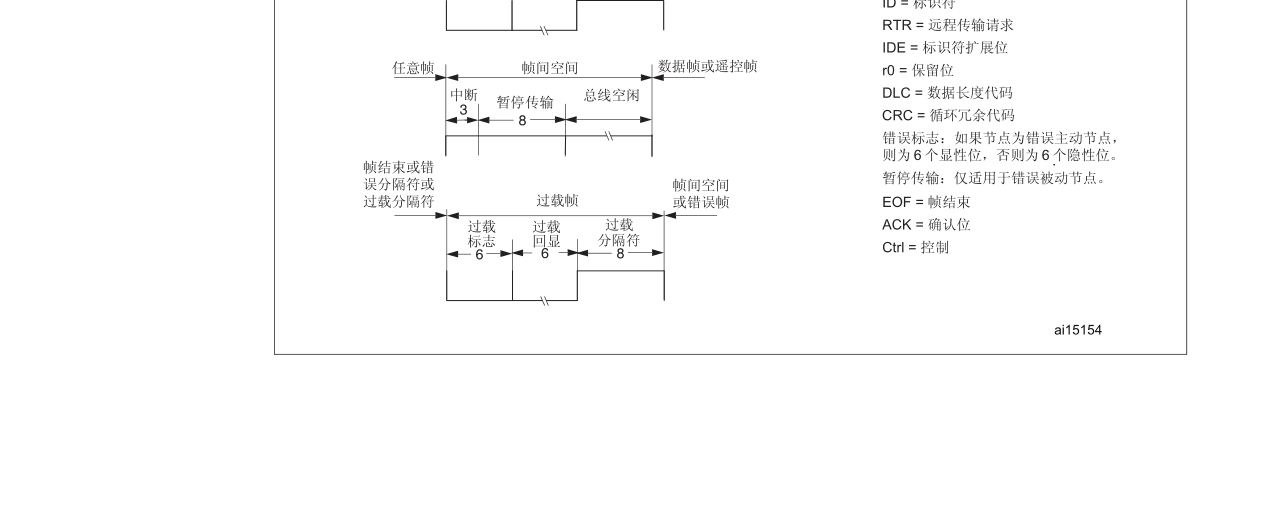 ID = 标识符
RTR = 远程传输请求
IDE = 标识符扩展位
r0 = 保留位
DLC = 数据长度代码
CRC = 循环冗余代码
错误标志：如果节点为错误主动节点，
则为 6 个显性位，否则为 6 个隐性位。
暂停传输：仅适用于错误被动节点。
EOF = 帧结束
ACK = 确认位
Ctrl = 控制
任意帧
帧间空间
数据帧或遥控帧
中断
3
暂停传输
8
总线空闲
帧结束或错
误分隔符或
过载分隔符
过载帧
帧间空间
或错误帧
过载
标志
6
过载
回显
6
过载
分隔符
8
ai15154